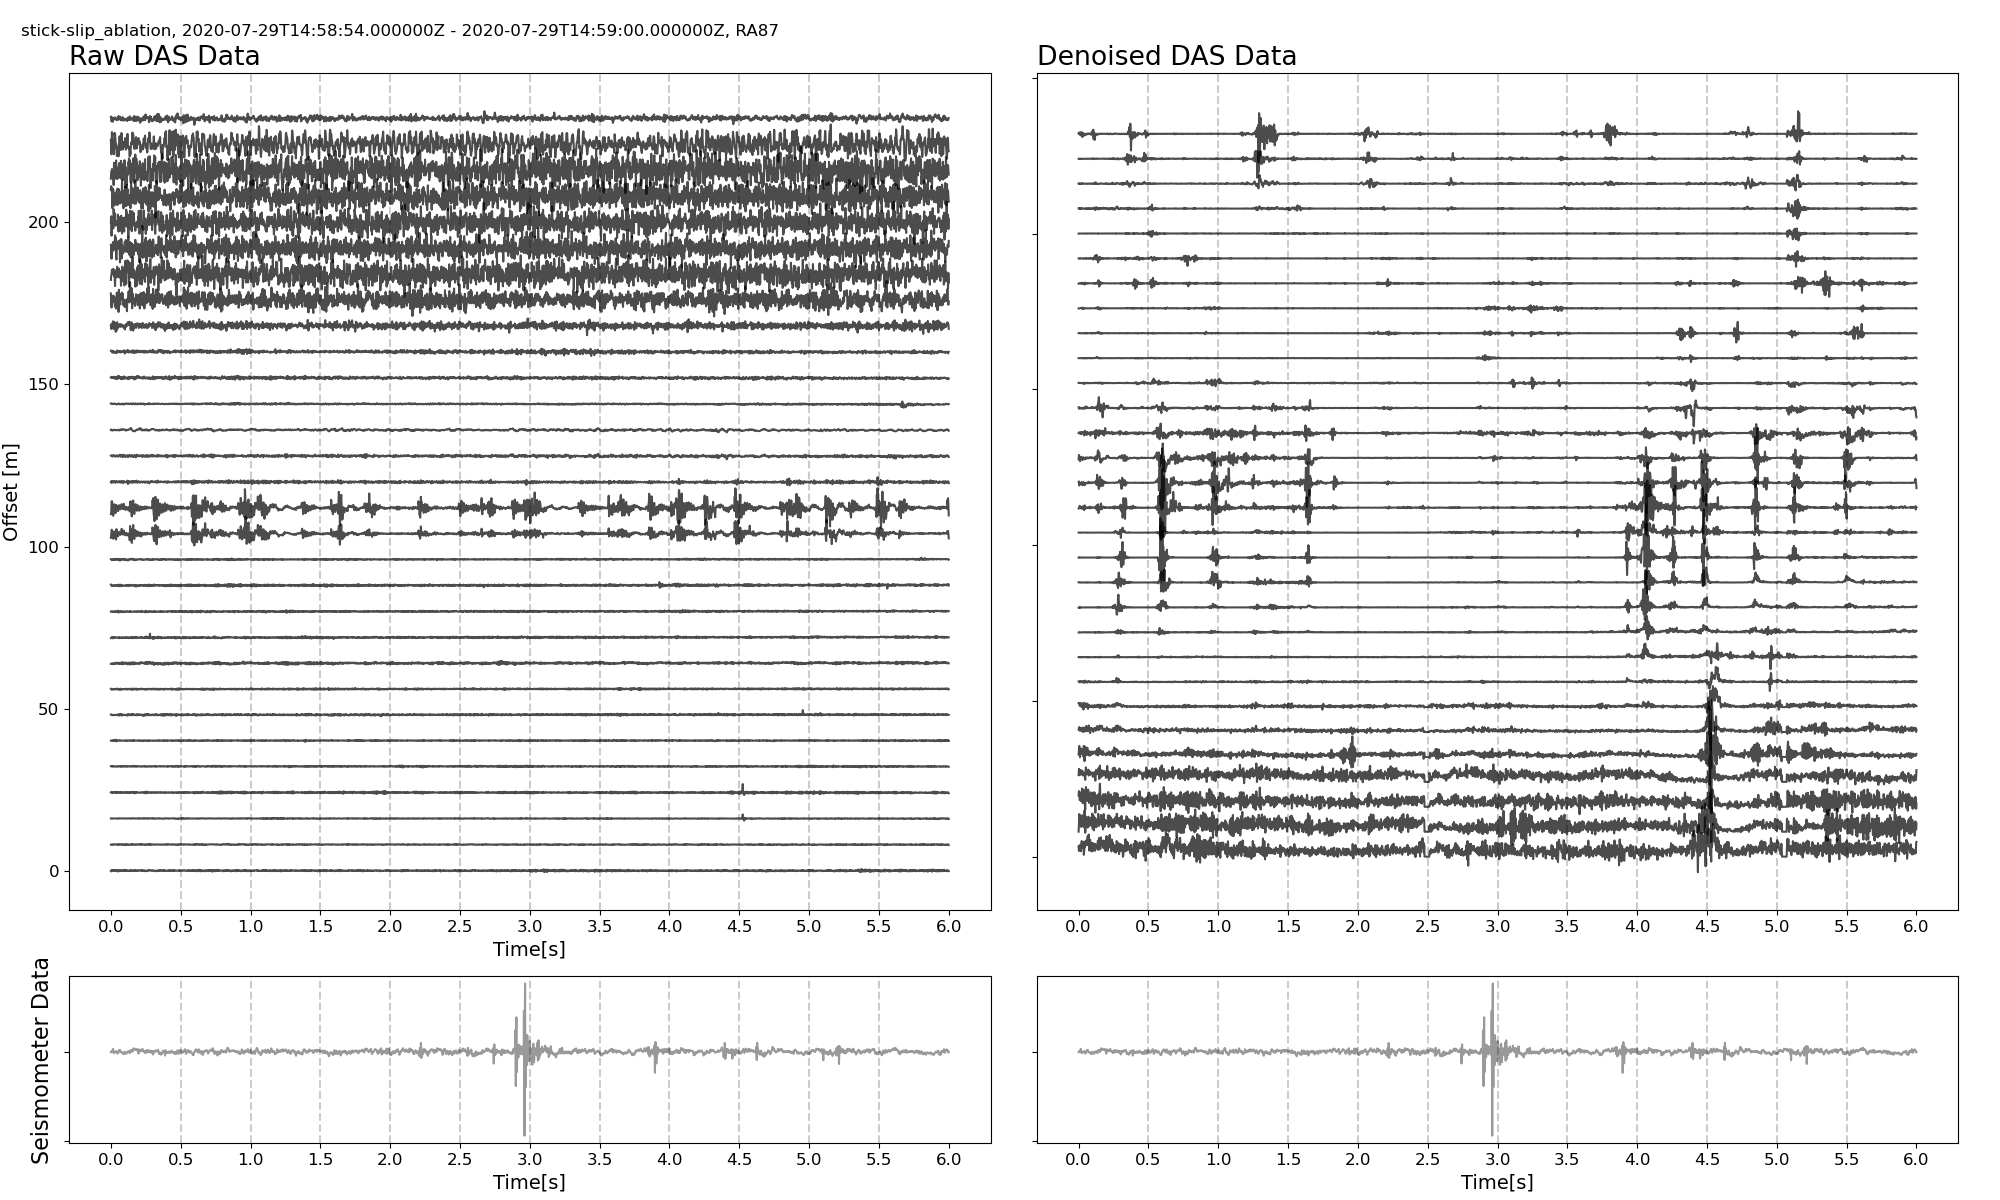 stick-slip_ablation, 2020-07-29T14:58:54.000000Z - 2020-07-29T14:59:00.000000Z, RA87
Raw DAS Data
Denoised DAS Data
Offset [m]
200
150
100
50
0
0.0 0.5 1.0 1.5 2.0 2.5 3.0 3.5 4.0 4.5 5.0 5.5 6.0
Time[s]
0.0 0.5 1.0 1.5 2.0 2.5 3.0 3.5 4.0 4.5 5.0 5.5 6.0
Seismometer Data
0.0 0.5 1.0 1.5 2.0 2.5 3.0 3.5 4.0 4.5 5.0 5.5 6.0
Time[s]
0.0 0.5 1.0 1.5 2.0 2.5 3.0 3.5 4.0 4.5 5.0 5.5 6.0
Time[s]